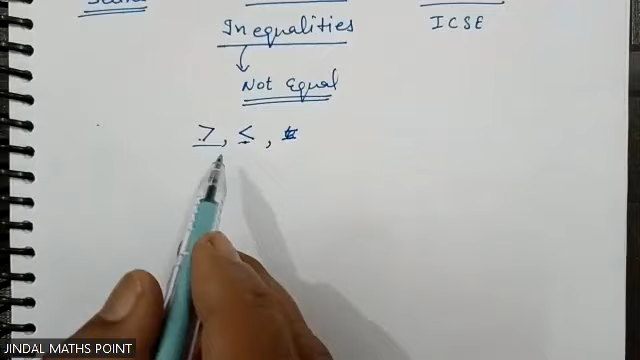 Inequalities
ICSE
Not Equal
>, <,
JINDAL MATHS POINT